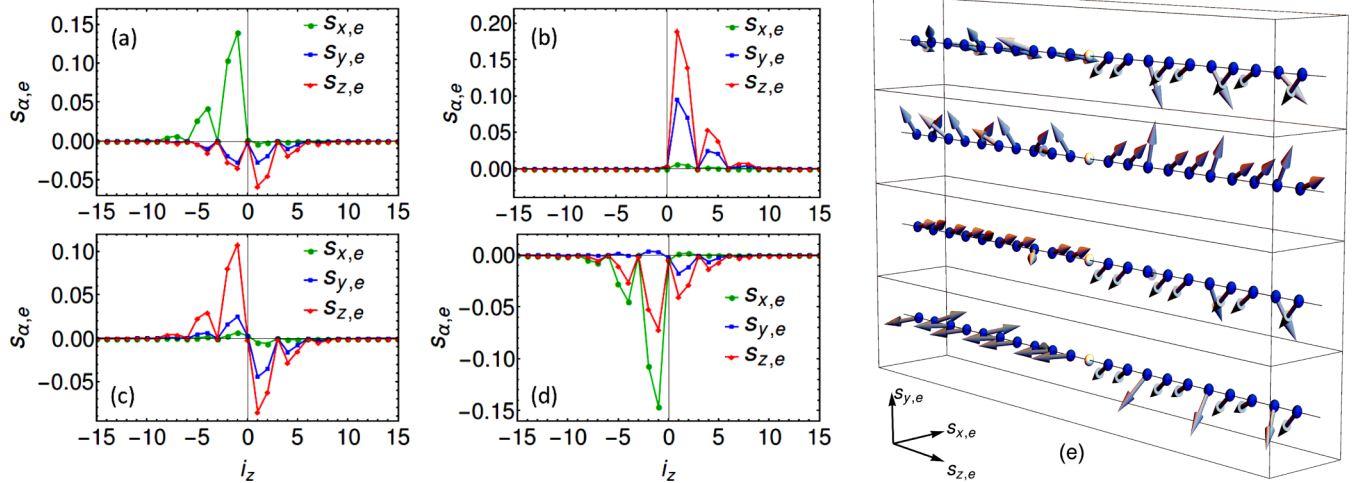 (a)
s_{x,e}
s_{y,e}
s_{z,e}
s_{α,e}
0.15
0.10
0.05
0.00
−0.05
−15 −10 −5 0 5 10 15
(b)
s_{x,e}
s_{y,e}
s_{z,e}
0.20
0.15
0.10
0.05
0.00
−15 −10 −5 0 5 10 15
(c)
s_{x,e}
s_{y,e}
s_{z,e}
s_{α,e}
0.10
0.05
0.00
−0.05
−15 −10 −5 0 5 10 15
i_z
(d)
s_{x,e}
s_{y,e}
s_{z,e}
0.00
−0.05
−0.10
−0.15
−15 −10 −5 0 5 10 15
i_z
s_{y,e}
s_{x,e}
s_{z,e}
(e)